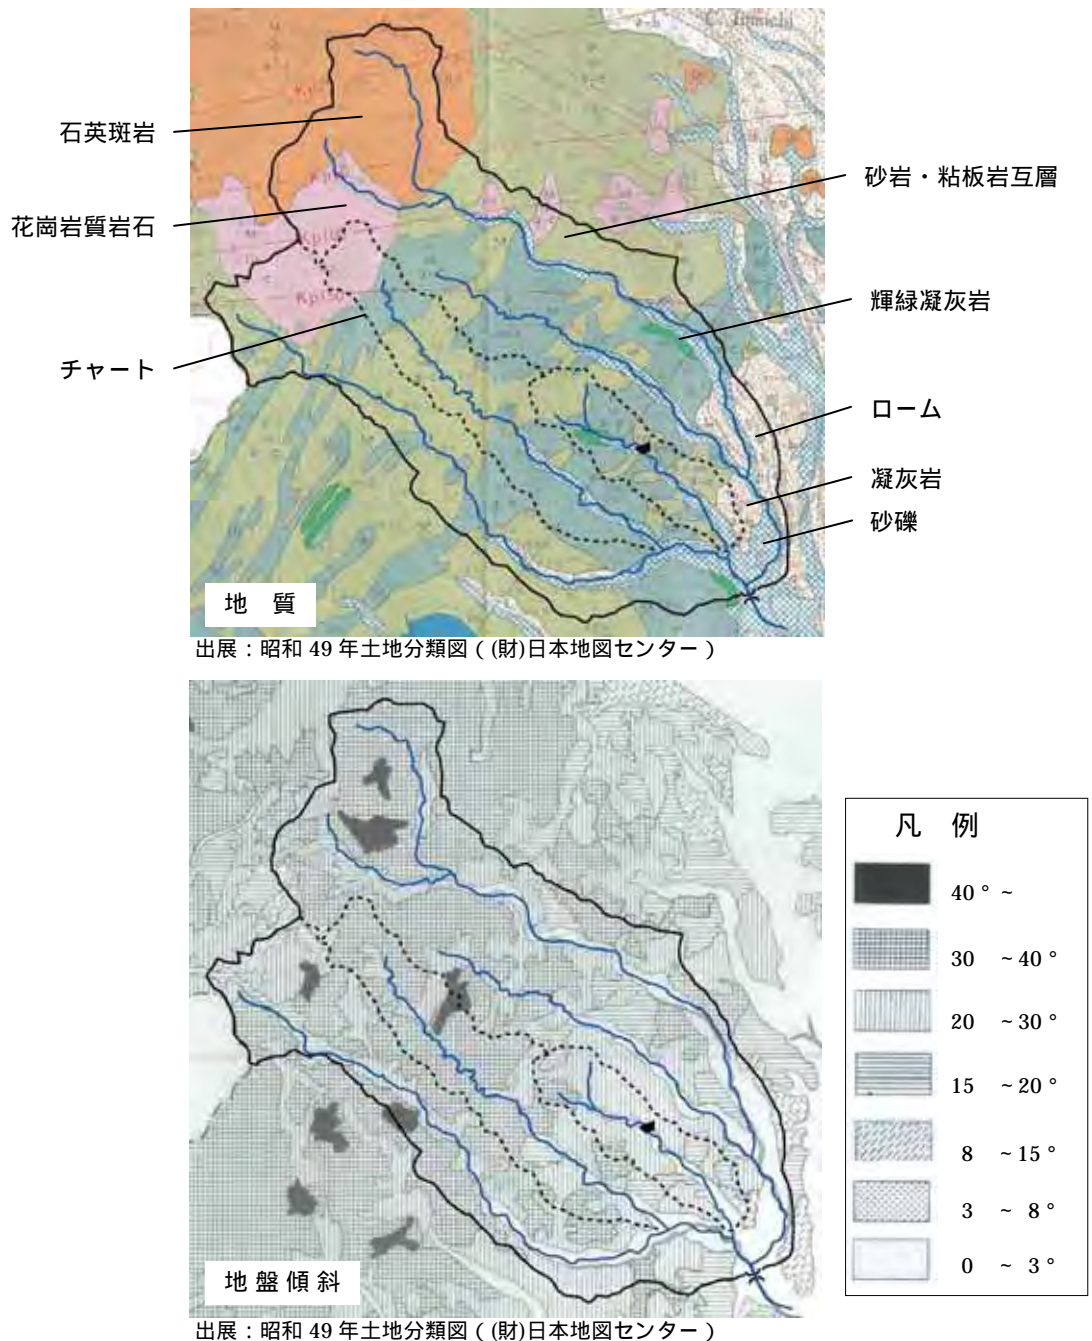 石英斑岩
花崗岩質岩石
チャート
砂岩・粘板岩互層
輝緑凝灰岩
ローム
凝灰岩
砂礫
Kp150
地 質
出展：昭和 49 年土地分類図（(財)日本地図センター）
凡 例
40 ° ~
30 ~ 40 °
20 ~ 30 °
15 ~ 20 °
8 ~ 15 °
3 ~ 8 °
0 ~ 3 °
地 盤 傾 斜
出展：昭和 49 年土地分類図（(財)日本地図センター）